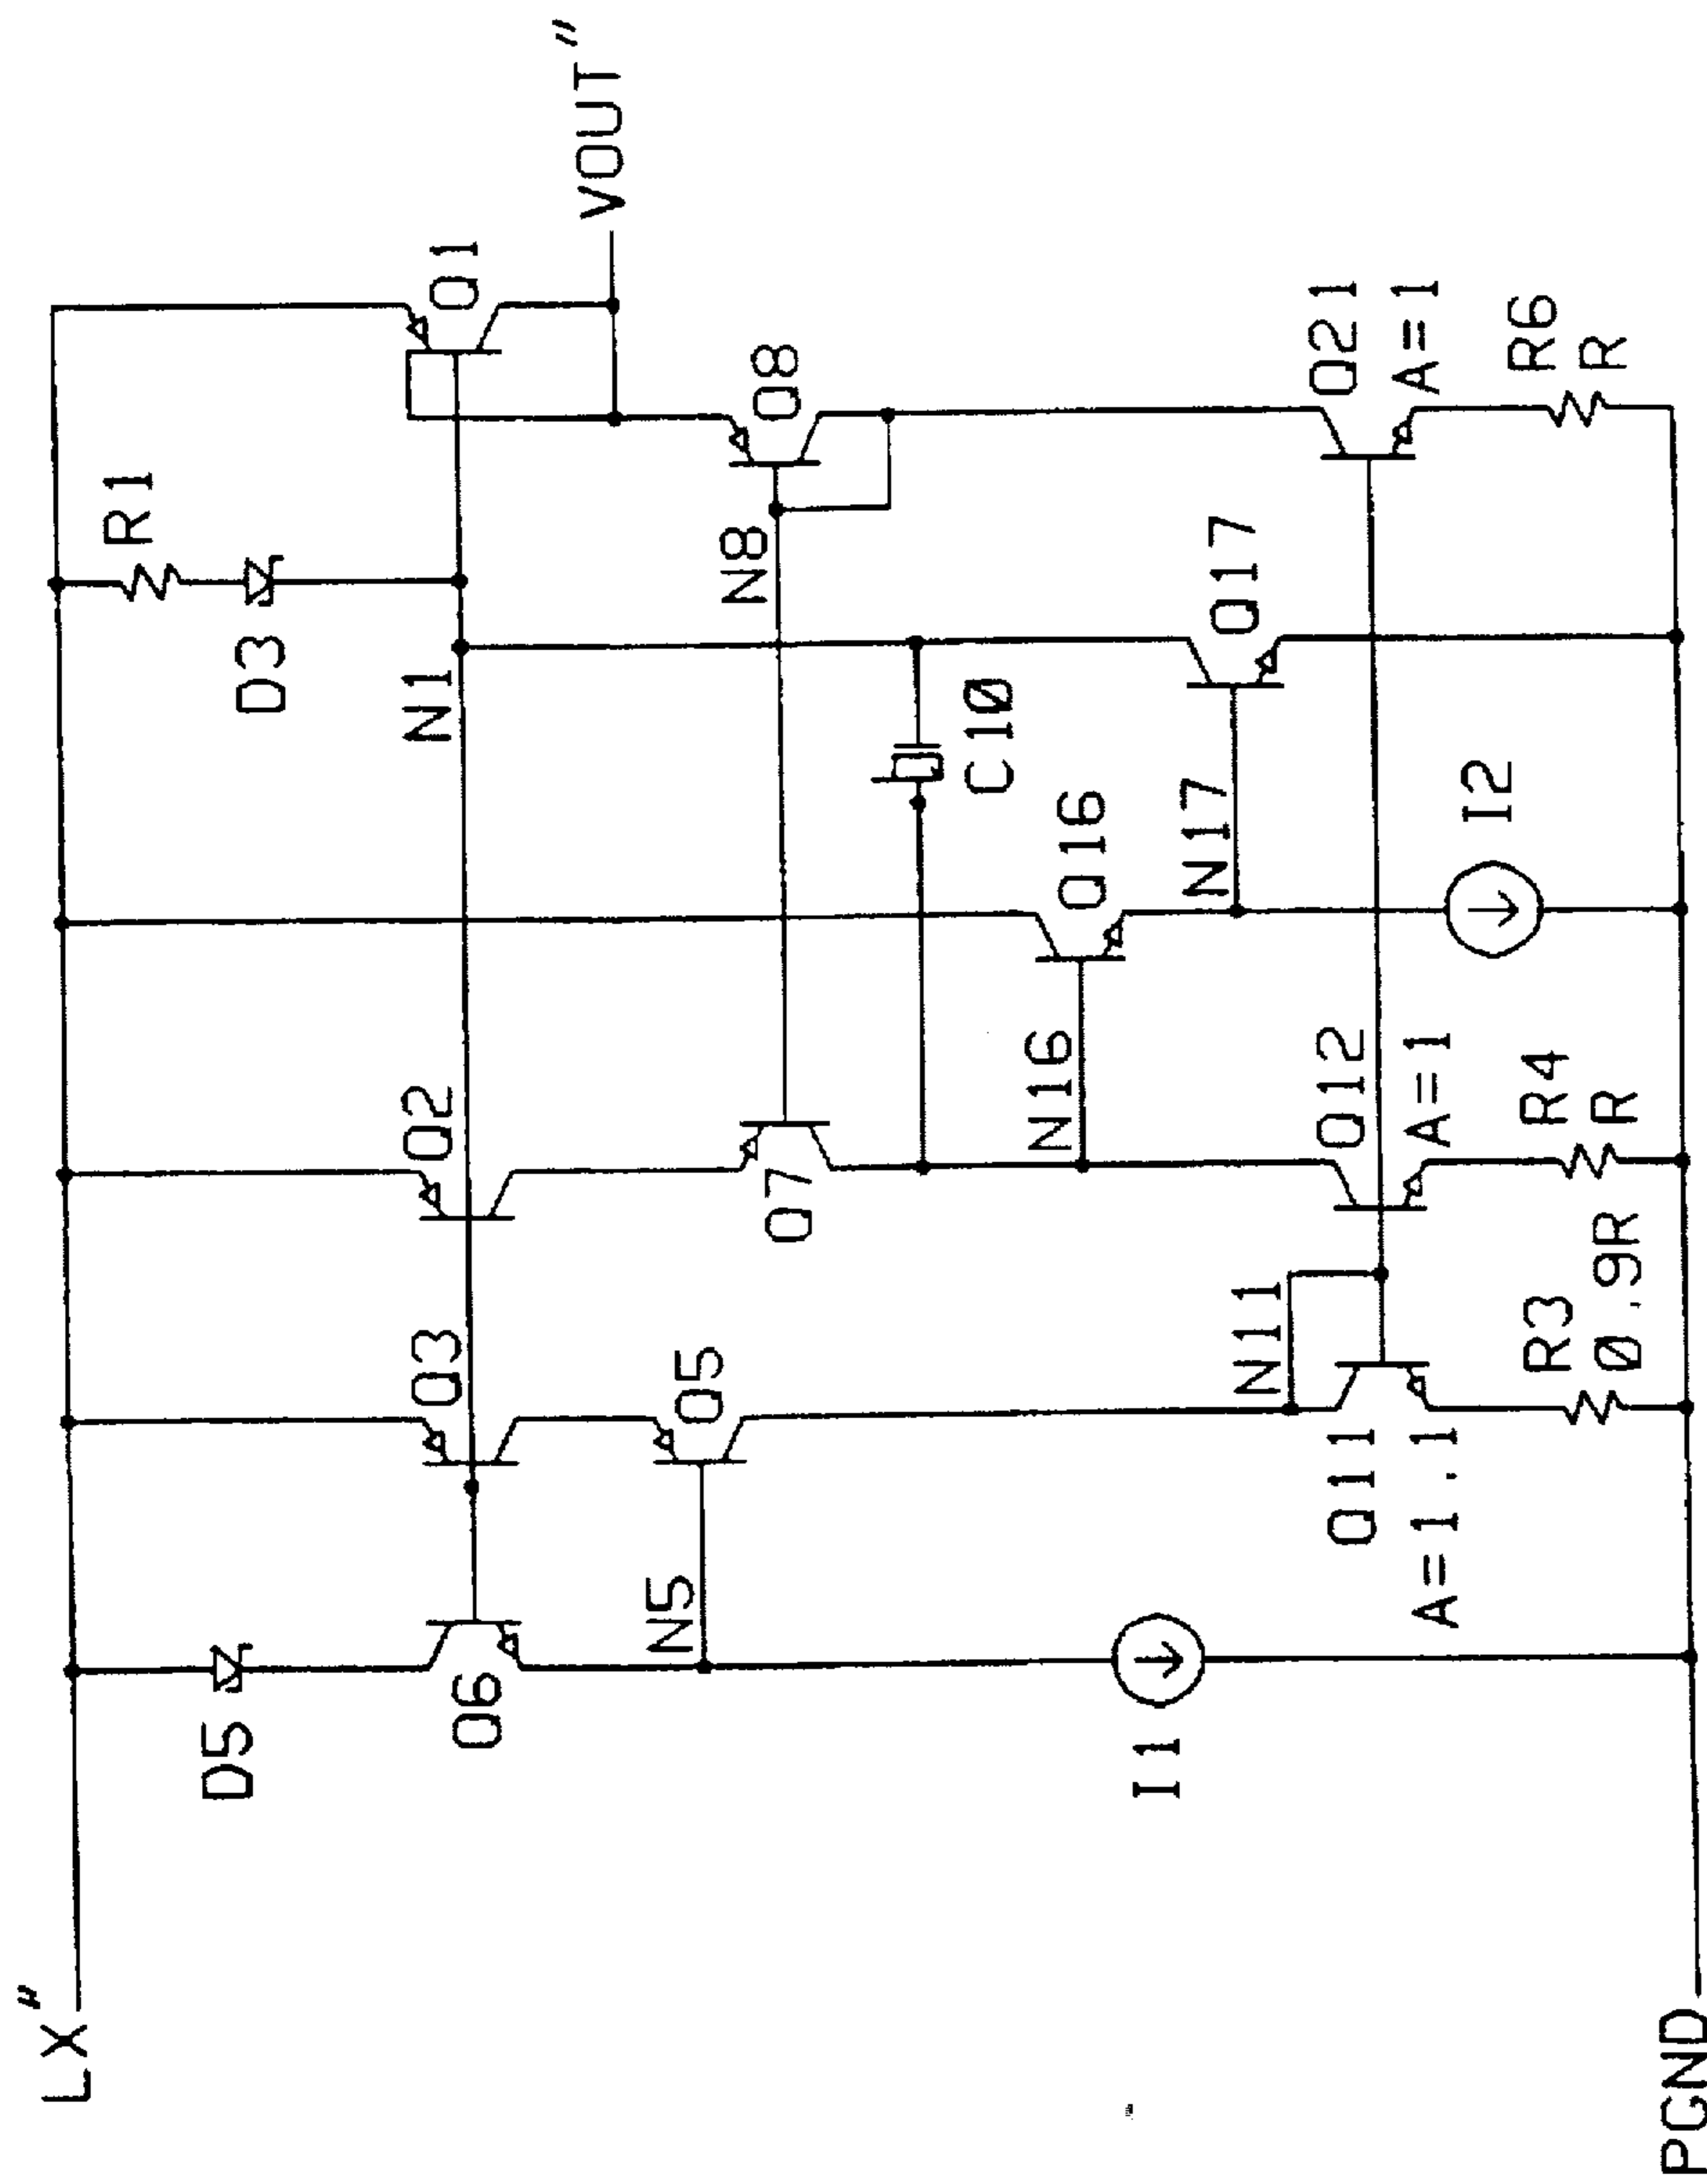 LX"
VOUT"
PGND
R1
D3
N1
Q1
Q8
N8
Q2
Q3
D5
Q6
N5
Q5
Q7
C10
Q16
N16
Q17
N17
I1
I2
N11
Q11
A=1.1
Q12
A=1
Q21
A=1
R3
0.9R
R4
R
R6
R